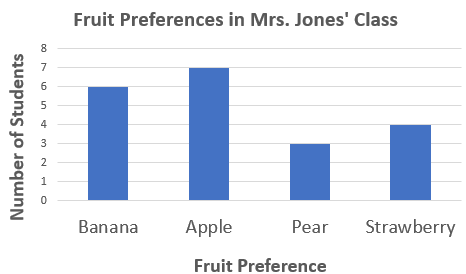 Fruit Preferences in Mrs. Jones' Class
Number of Students
8
7
6
5
4
3
2
1
0
Banana Apple Pear Strawberry
Fruit Preference